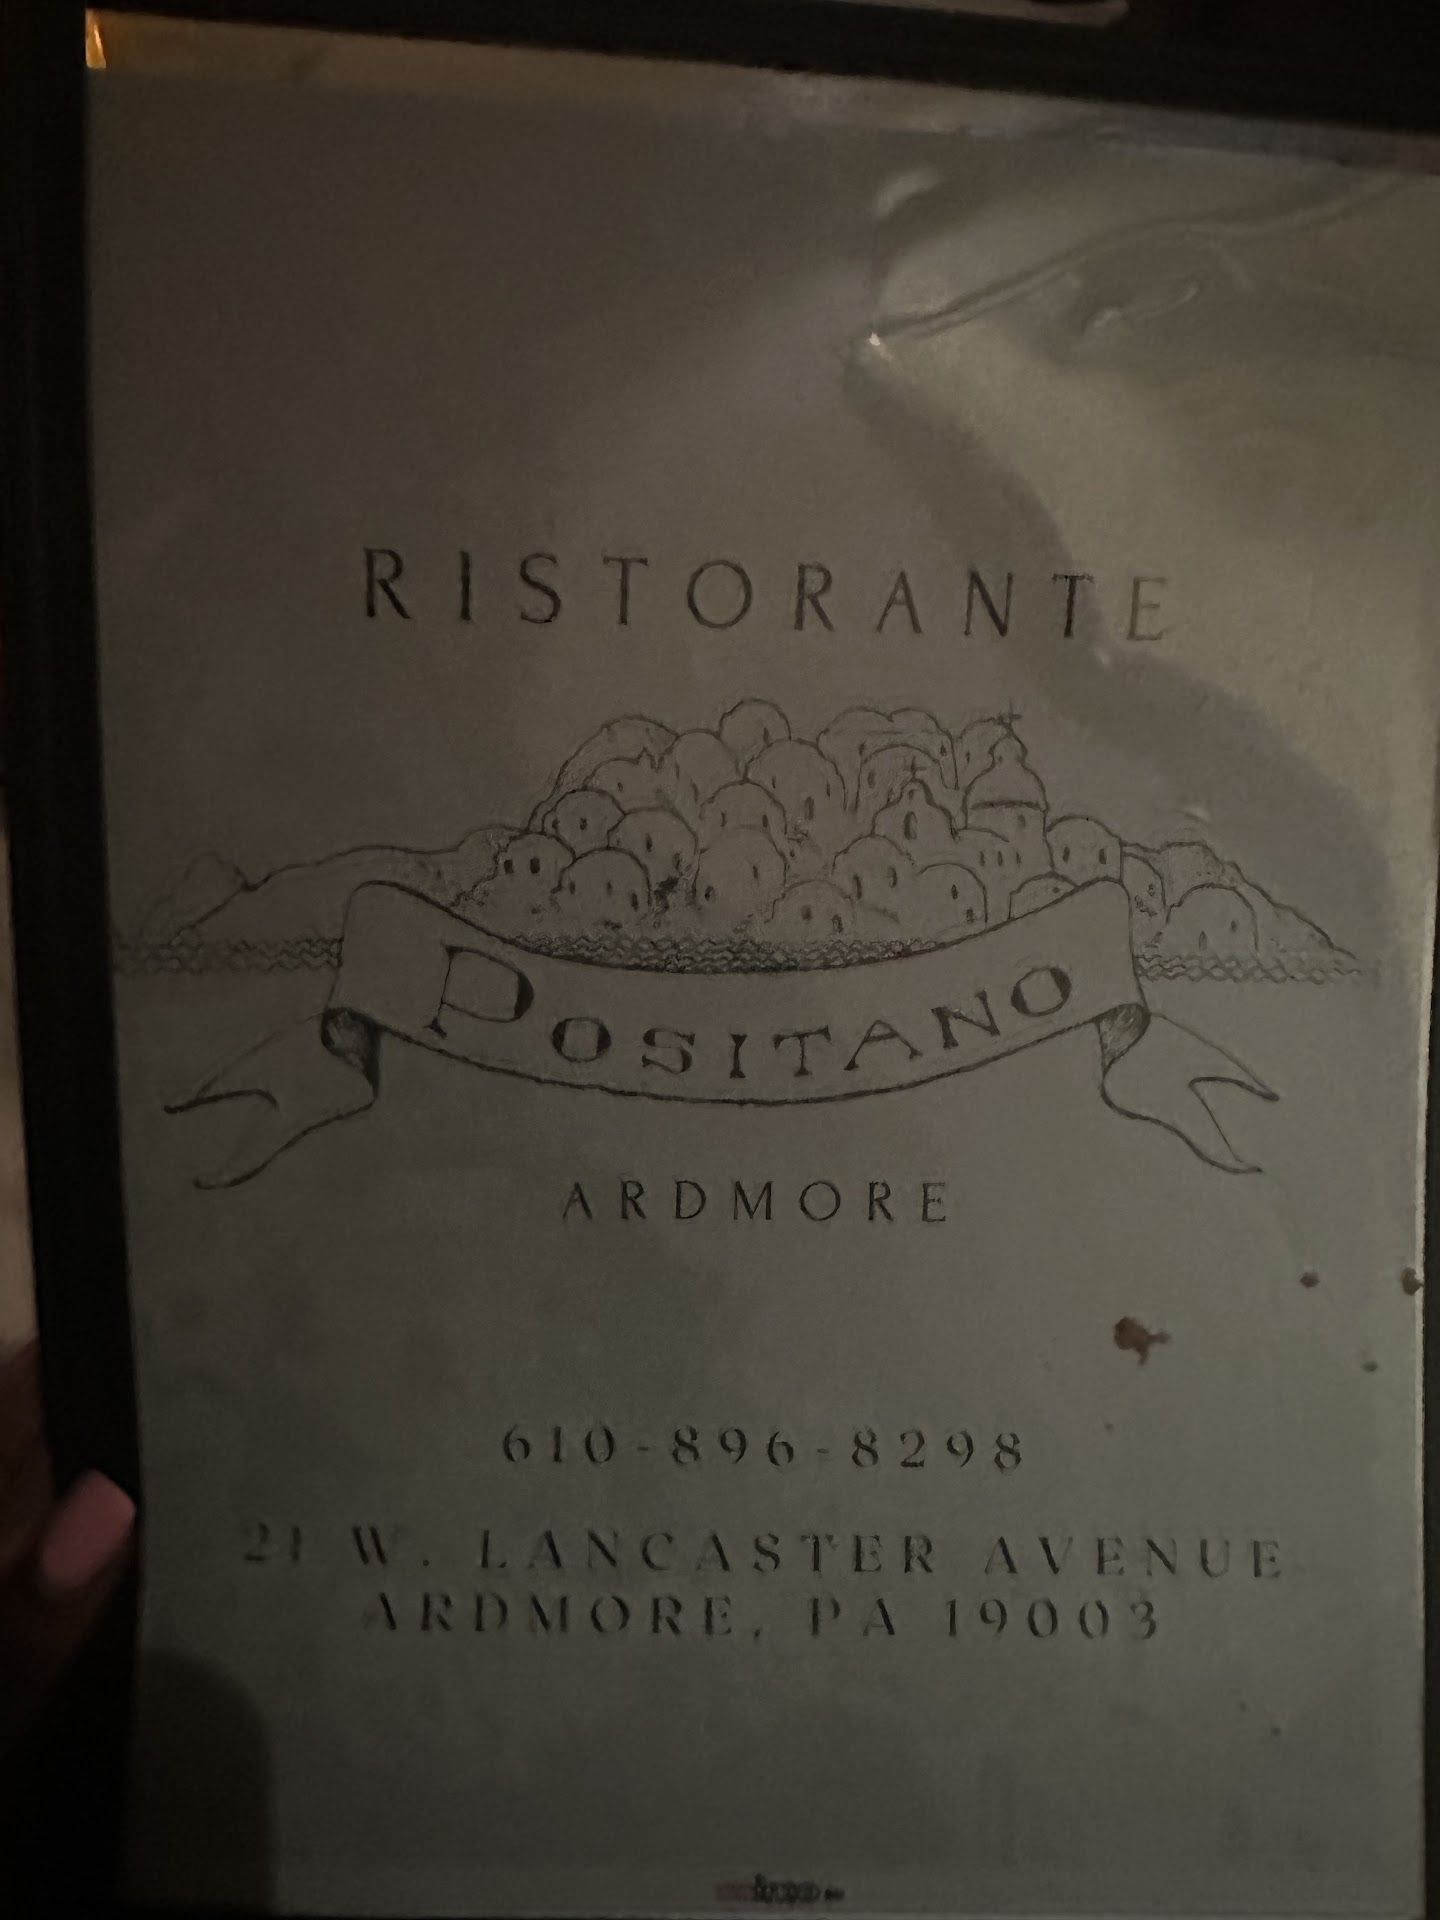 RISTORANTE
POSITANO
ARDMORE
610-896-8298
21 W. LANCASTER AVENUE
ARDMORE, PA 19003